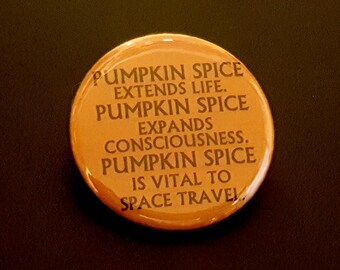 PUMPKIN SPICE
EXTENDS LIFE.
PUMPKIN SPICE
EXPANDS
CONSCIOUSNESS.
PUMPKIN SPICE
IS VITAL TO
SPACE TRAVEL.